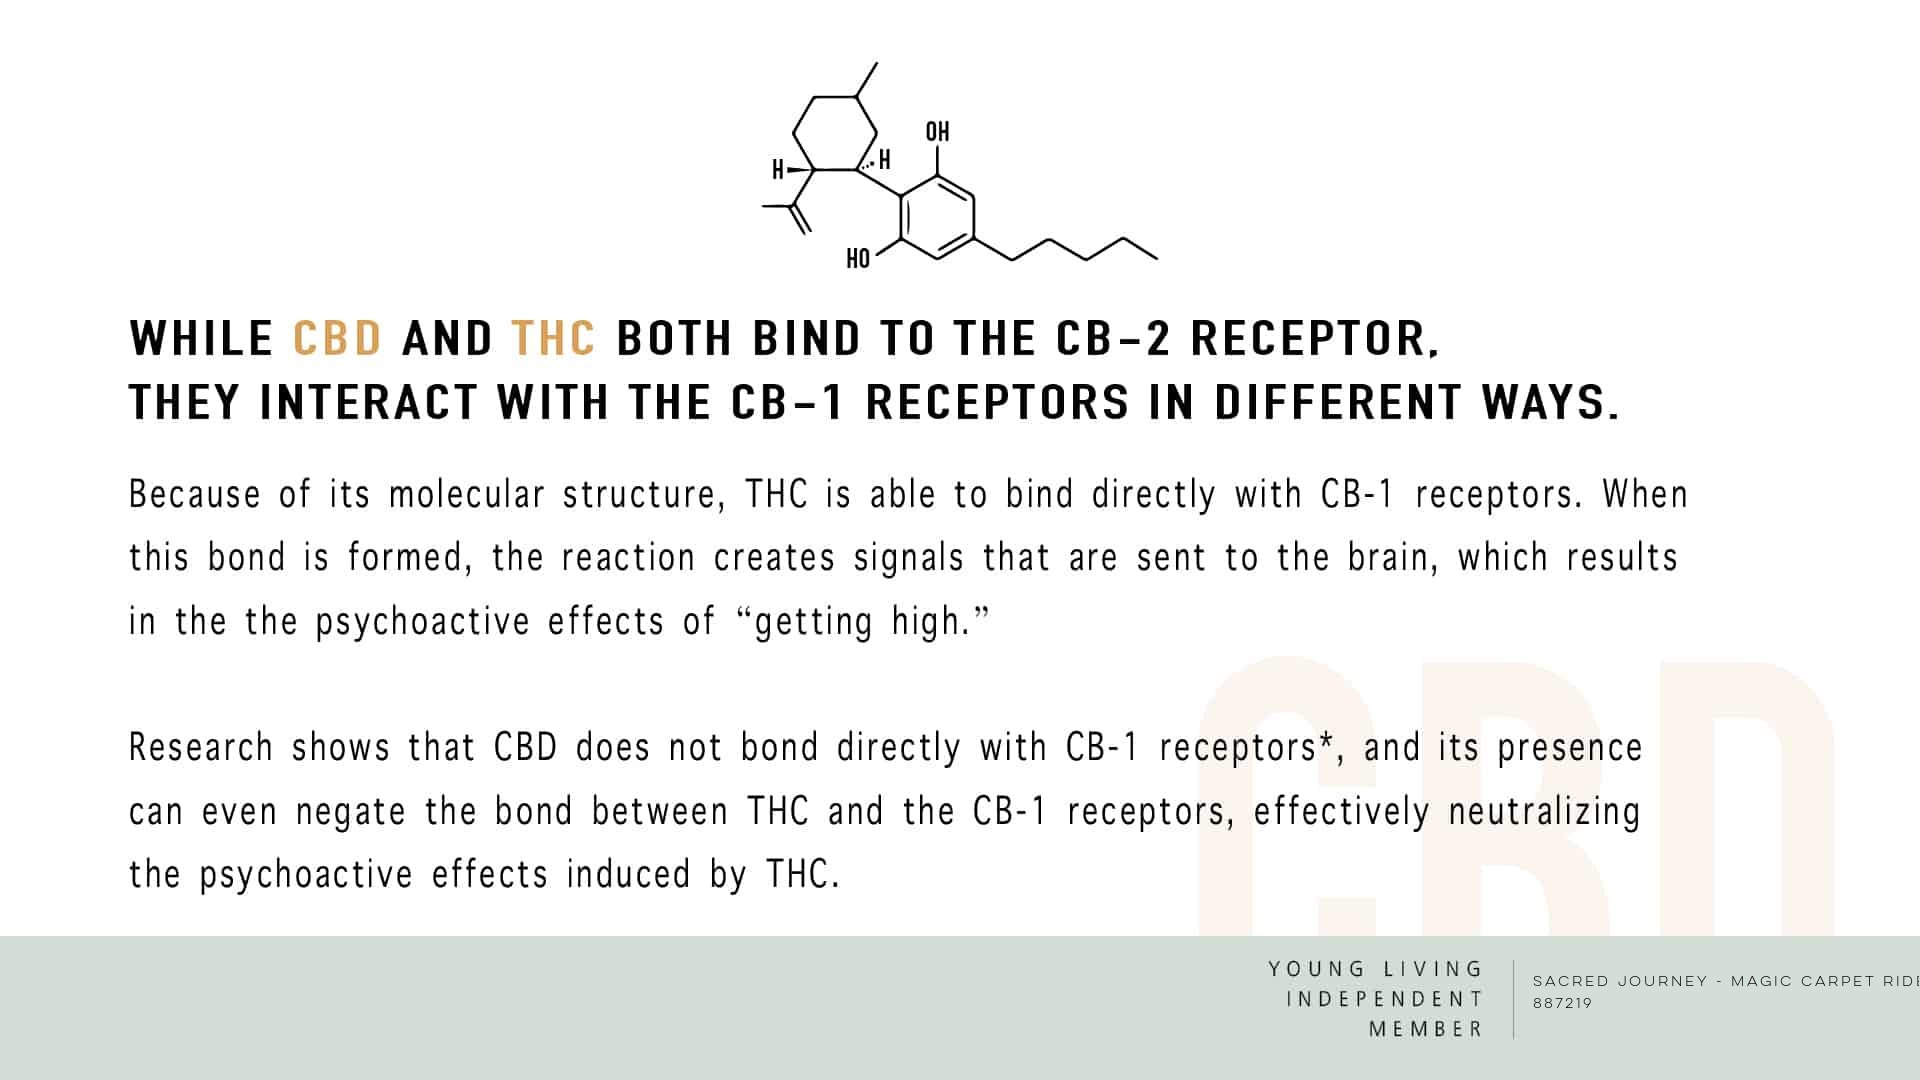 OH
H
H
HO
WHILE CBD AND THC BOTH BIND TO THE CB-2 RECEPTOR,
THEY INTERACT WITH THE CB-1 RECEPTORS IN DIFFERENT WAYS.
Because of its molecular structure, THC is able to bind directly with CB-1 receptors. When
this bond is formed, the reaction creates signals that are sent to the brain, which results
in the the psychoactive effects of “getting high.”
Research shows that CBD does not bond directly with CB-1 receptors*, and its presence
can even negate the bond between THC and the CB-1 receptors, effectively neutralizing
the psychoactive effects induced by THC.
CBD
YOUNG LIVING
INDEPENDENT
MEMBER
SACRED JOURNEY - MAGIC CARPET RIDE
887219